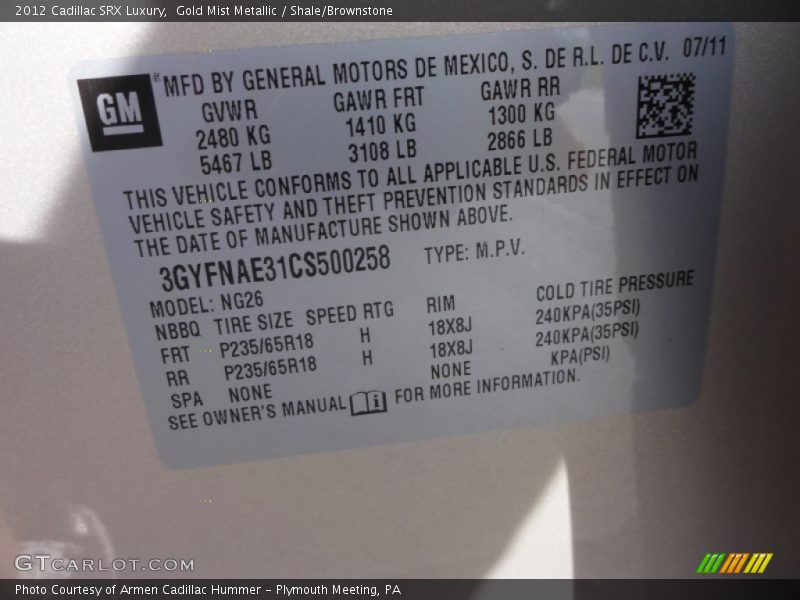 2012 Cadillac SRX Luxury,  Gold Mist Metallic / Shale/Brownstone
GM ® MFD BY GENERAL MOTORS DE MEXICO, S. DE R.L. DE C.V. 07/11
GVWR GAWR FRT GAWR RR
2480 KG 1410 KG 1300 KG
5467 LB 3108 LB 2866 LB
THIS VEHICLE CONFORMS TO ALL APPLICABLE U.S. FEDERAL MOTOR
VEHICLE SAFETY AND THEFT PREVENTION STANDARDS IN EFFECT ON
THE DATE OF MANUFACTURE SHOWN ABOVE.
3GYFNAE31CS500258 TYPE: M.P.V.
MODEL: NG26
NBBQ TIRE SIZE SPEED RTG RIM COLD TIRE PRESSURE
FRT P235/65R18 H 18X8J 240KPA(35PSI)
RR P235/65R18 H 18X8J 240KPA(35PSI)
SPA NONE NONE KPA(PSI)
SEE OWNER'S MANUAL i FOR MORE INFORMATION.
GTCARLOT.COM
Photo Courtesy of Armen Cadillac Hummer - Plymouth Meeting, PA